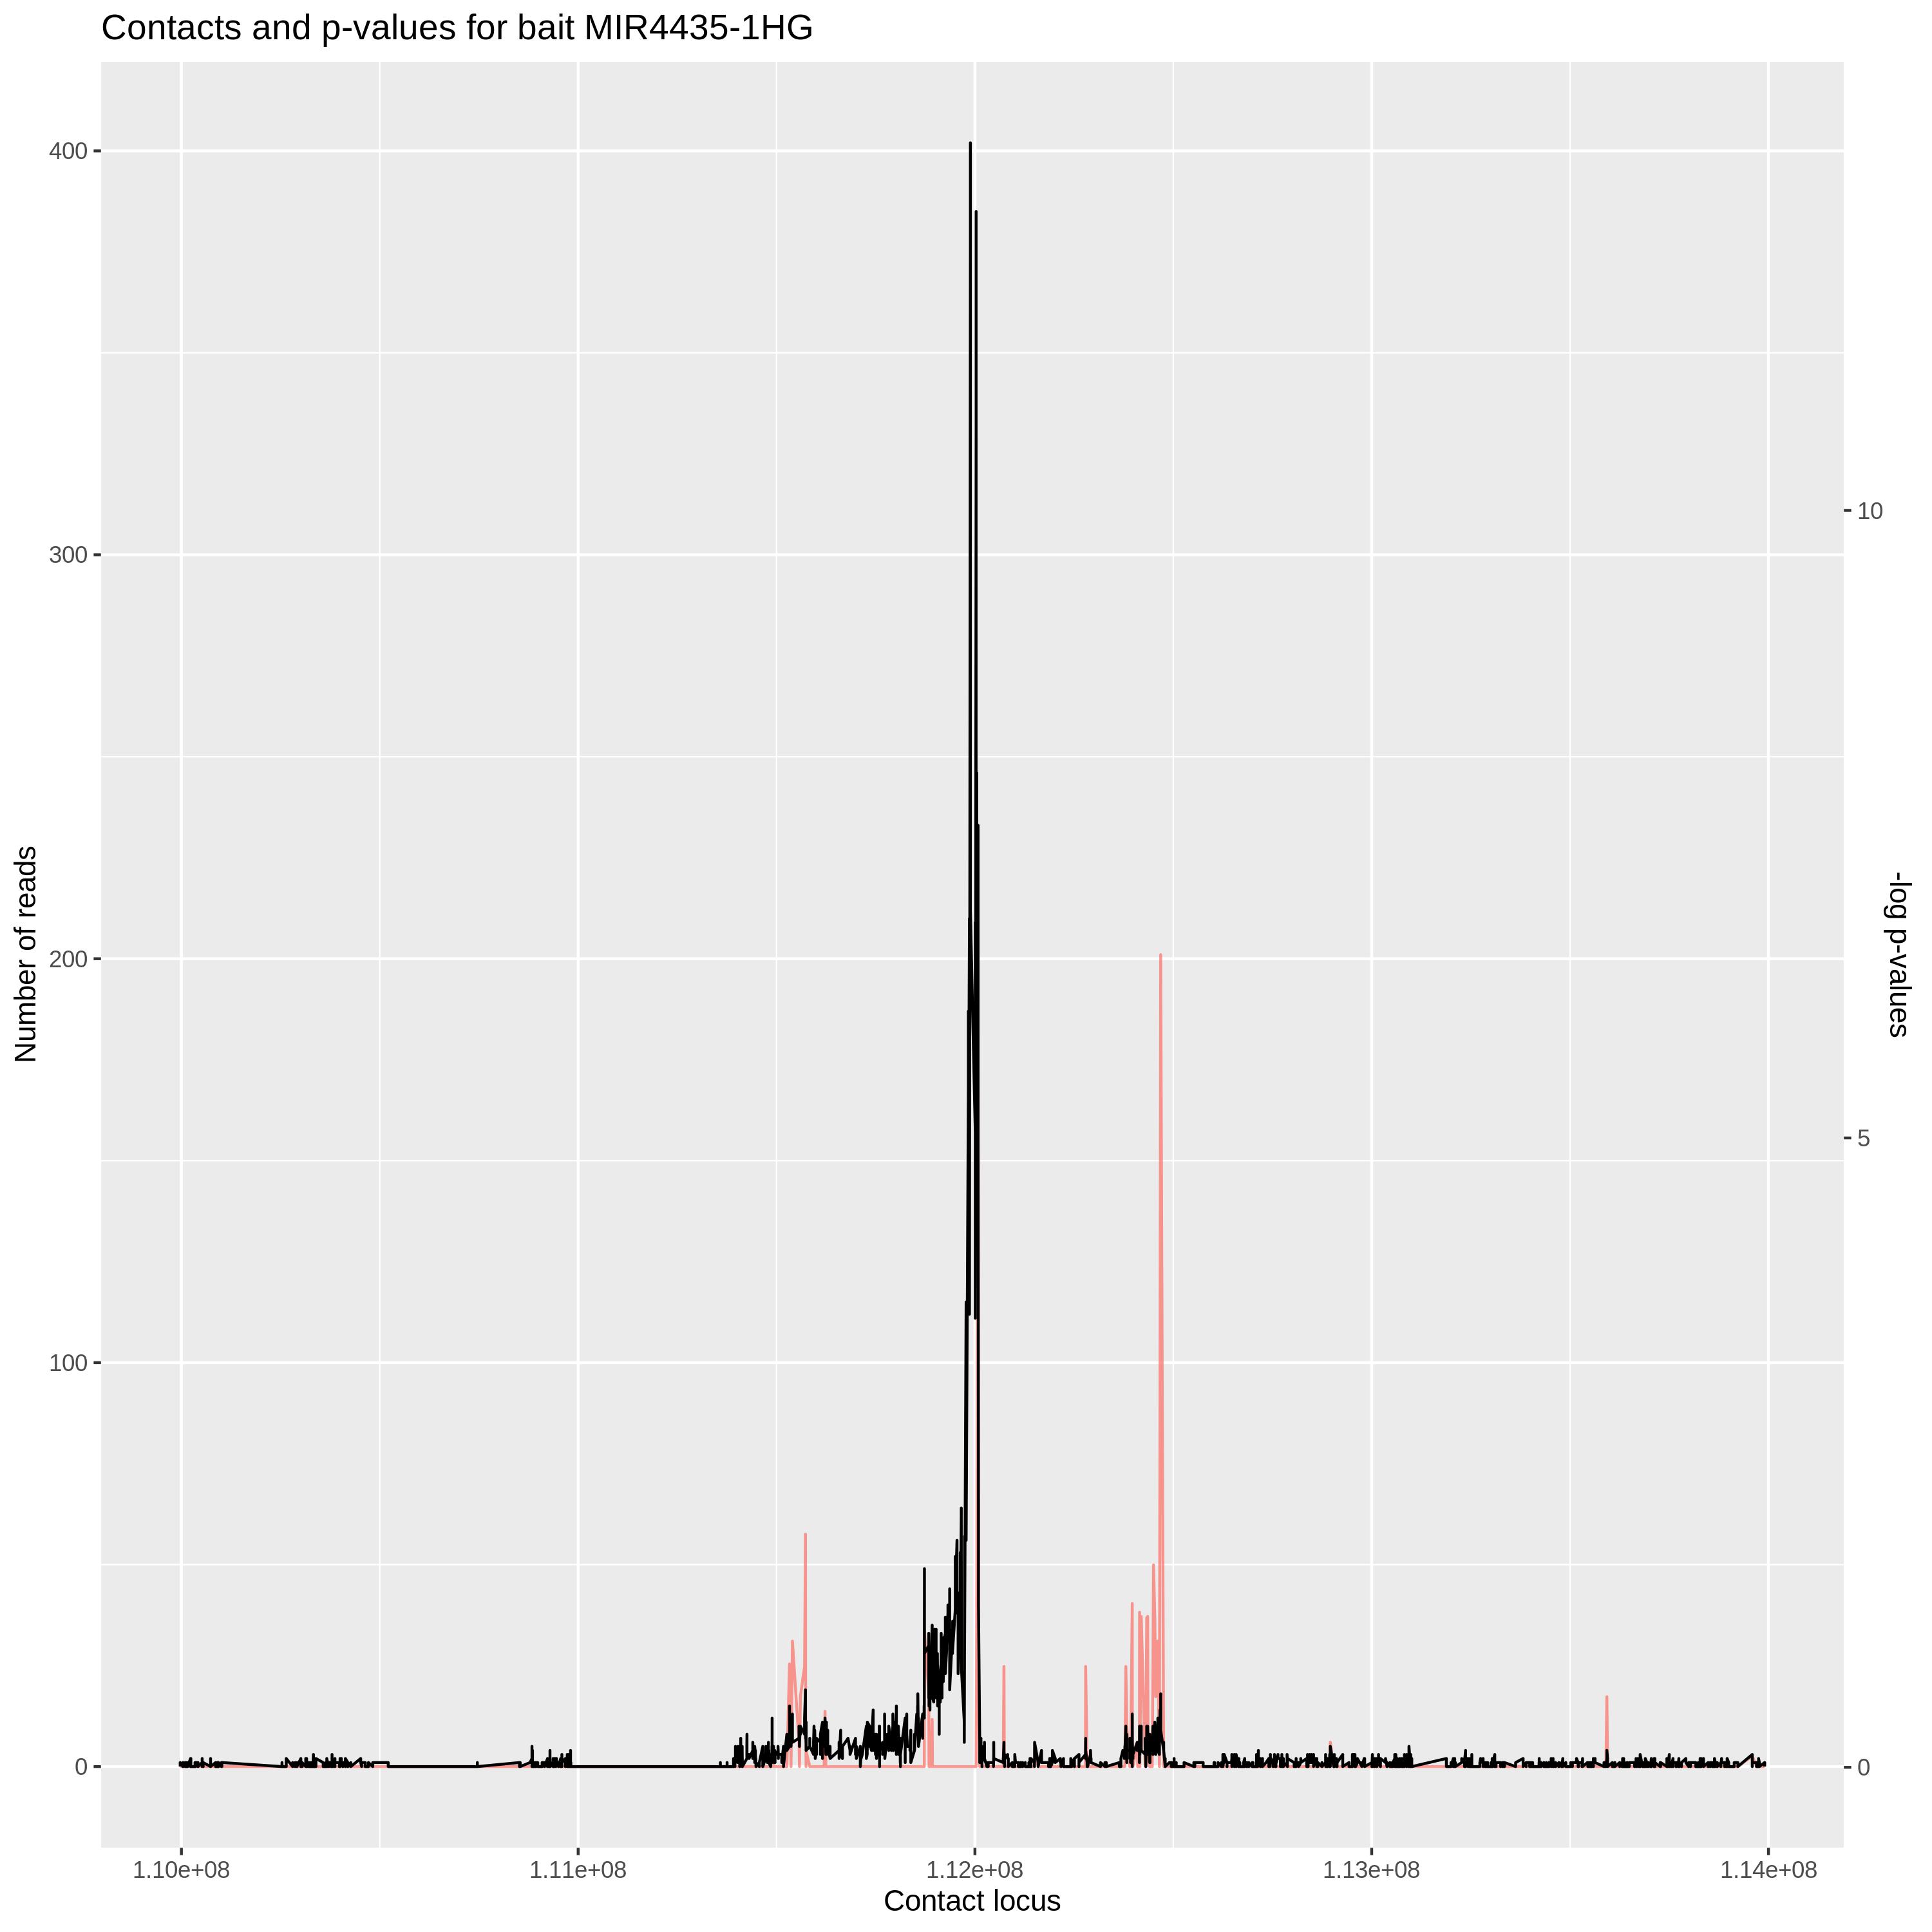 Contacts and p-values for bait MIR4435-1HG
400
300
200
100
0
Number of reads
10
5
0
-log p-values
1.10e+08
1.11e+08
1.12e+08
1.13e+08
1.14e+08
Contact locus